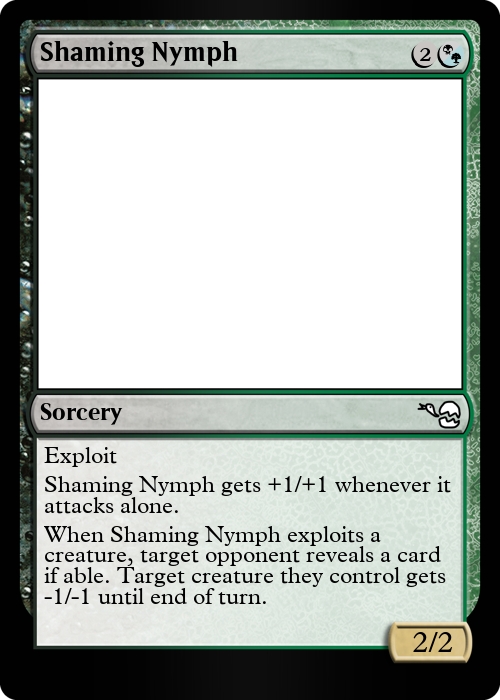 Shaming Nymph 2
Sorcery
Exploit
Shaming Nymph gets +1/+1 whenever it
attacks alone.
When Shaming Nymph exploits a
creature, target opponent reveals a card
if able. Target creature they control gets
-1/-1 until end of turn.
2/2